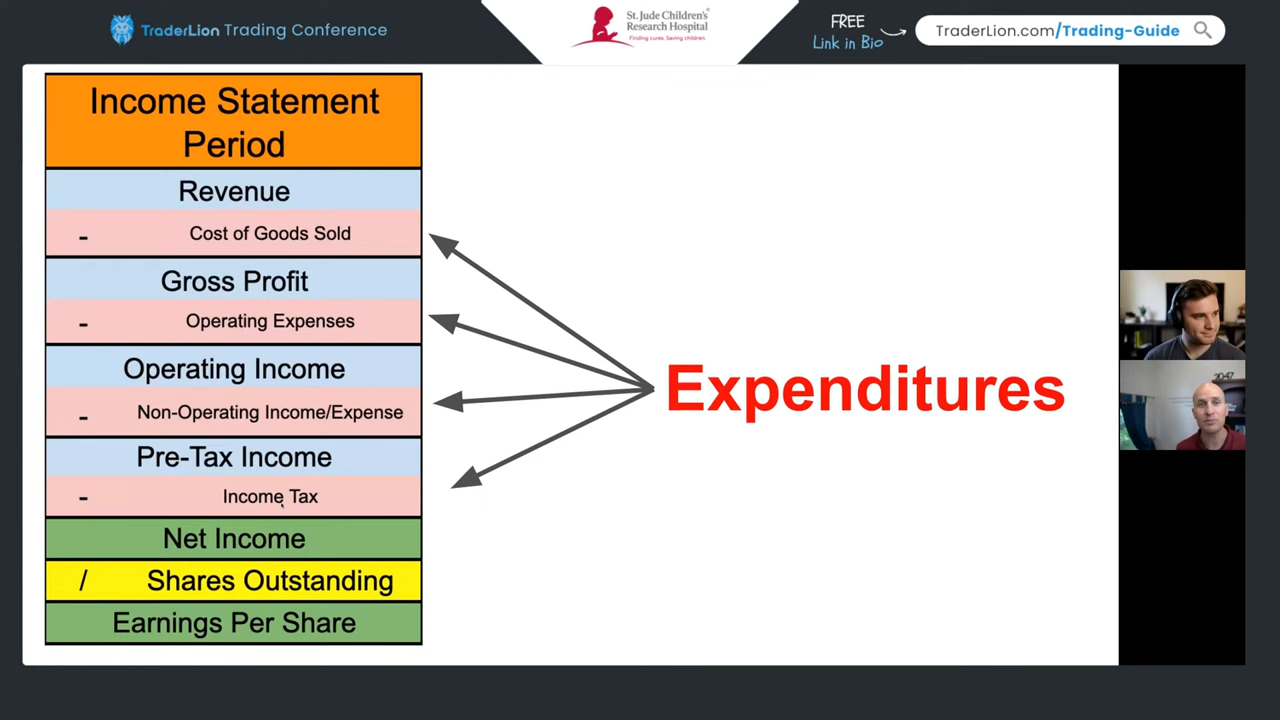 TraderLion Trading Conference
St. Jude Children's
Research Hospital
Finding cures. Saving children.
FREE
Link in Bio
TraderLion.com/Trading-Guide
Income Statement
Period
Revenue
- Cost of Goods Sold
Gross Profit
- Operating Expenses
Operating Income
- Non-Operating Income/Expense
Pre-Tax Income
- Income Tax
Net Income
/ Shares Outstanding
Earnings Per Share
Expenditures